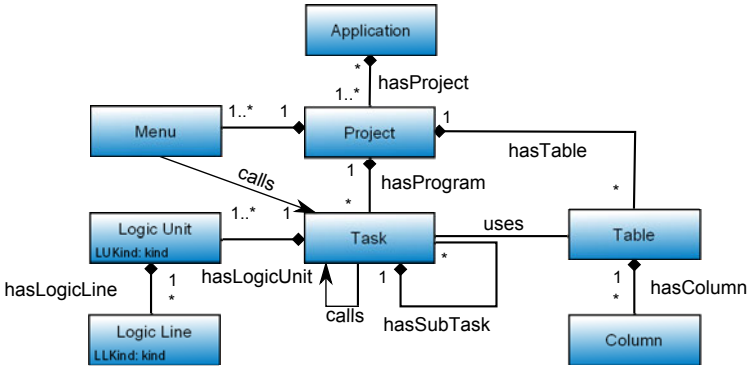 Application
*
hasProject
1..*
1..*
1
1
Menu
Project
hasTable
calls
1
hasProgram
*
*
1..*
1
Logic Unit
LUKind: kind
Task
uses
Table
*
hasLogicUnit
1
1
1
hasLogicLine
*
hasColumn
*
calls
hasSubTask
Logic Line
LLKind: kind
Column